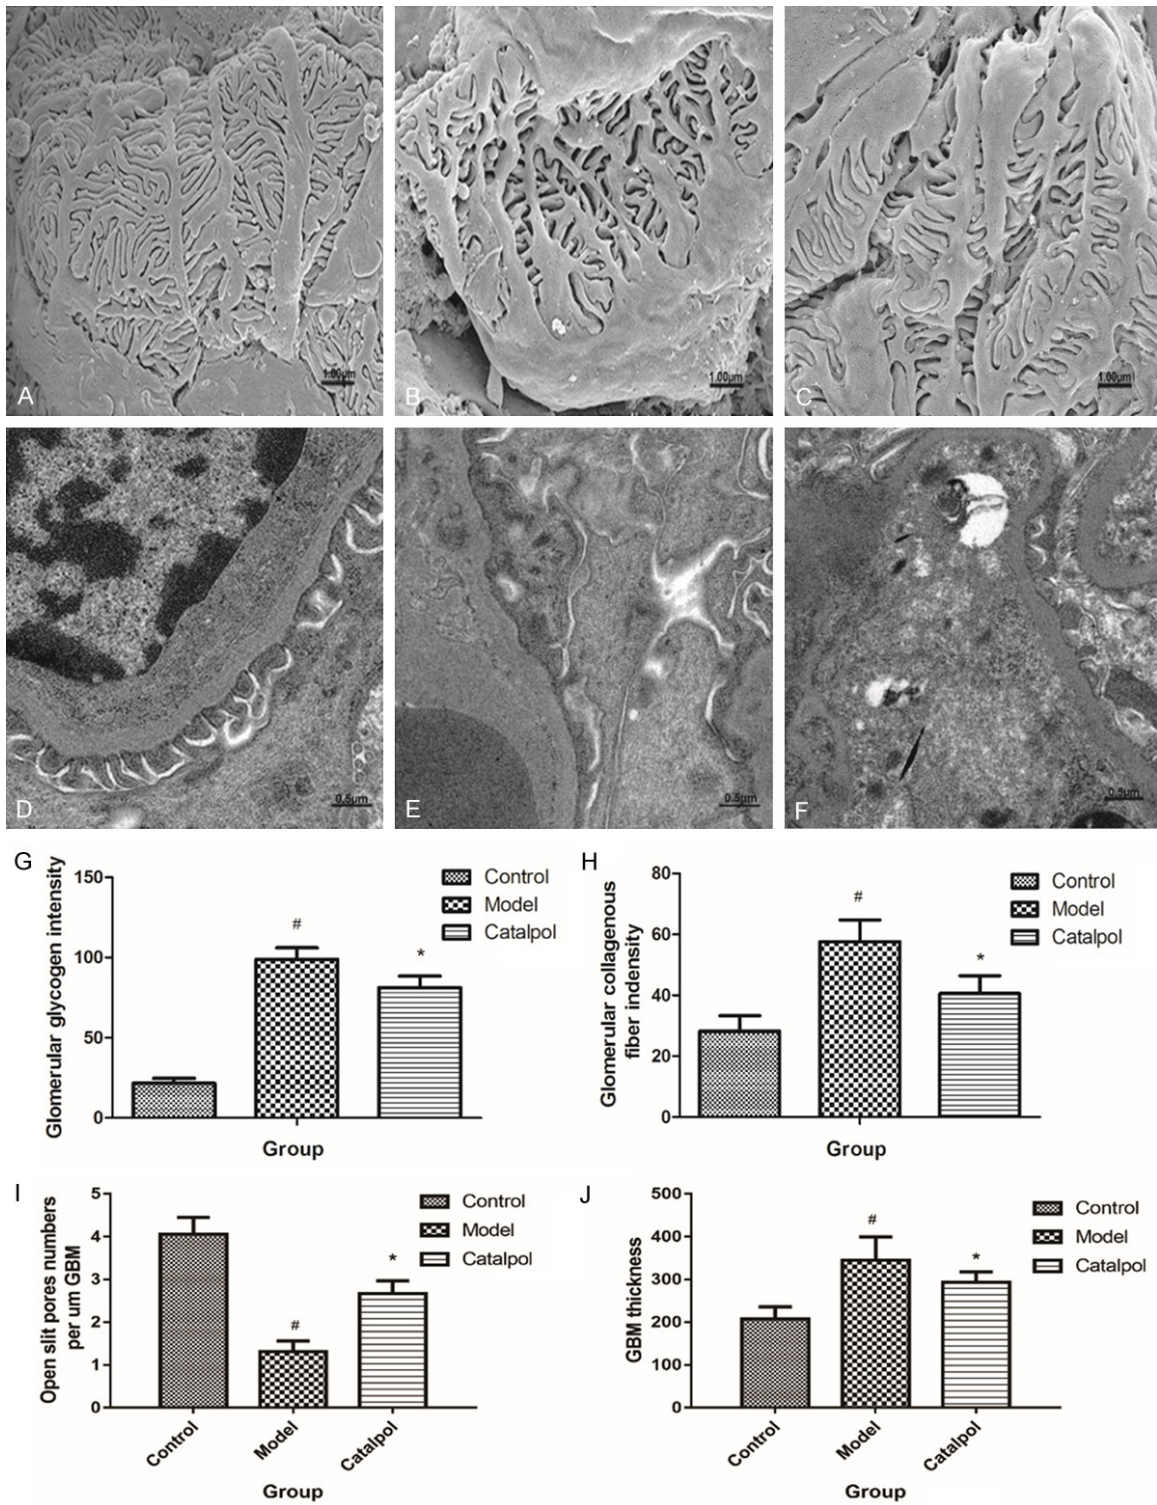 A
1.00μm
B
1.00μm
C
1.00μm
D
0.5μm
E
0.5μm
F
0.5μm
G
Glomerular glycogen intensity
150
100
50
0
Control
Model
Catalpol
#
*
Group
H
Glomerular collagenous
fiber indensity
80
60
40
20
0
Control
Model
Catalpol
#
*
Group
I
Open slit pores numbers
per um GBM
5
4
3
2
1
0
Control
Model
Catalpol
#
*
Control
Model
Catalpol
Group
J
GBM thickness
500
400
300
200
100
0
Control
Model
Catalpol
#
*
Control
Model
Catalpol
Group